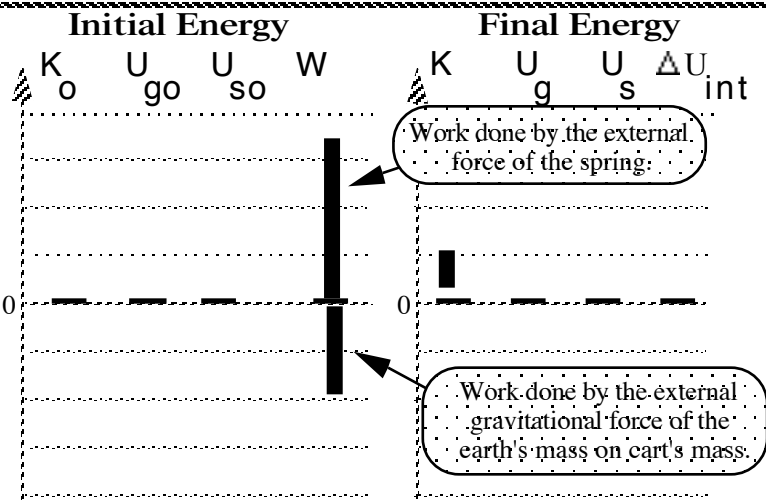 Initial Energy
K₀ U go U so W
0
Final Energy
K U g U s ΔU int
0
Work done by the external
force of the spring.
Work done by the external
gravitational force of the
earth's mass on cart's mass.